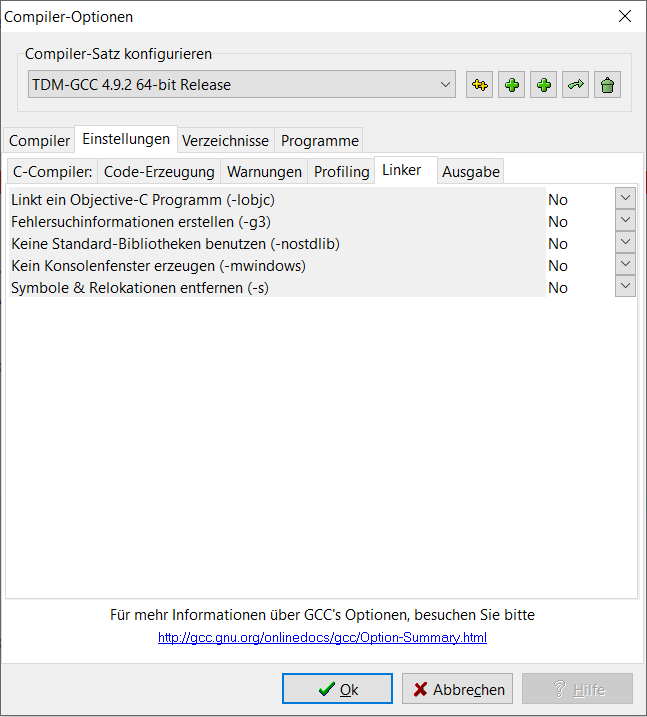 Compiler-Optionen
Compiler-Satz konfigurieren
TDM-GCC 4.9.2 64-bit Release
Compiler Einstellungen Verzeichnisse Programme
C-Compiler: Code-Erzeugung Warnungen Profiling Linker Ausgabe
Linkt ein Objective-C Programm (-lobjc) No
Fehlersuchinformationen erstellen (-g3) No
Keine Standard-Bibliotheken benutzen (-nostdlib) No
Kein Konsolenfenster erzeugen (-mwindows) No
Symbole & Relokationen entfernen (-s) No
Für mehr Informationen über GCC's Optionen, besuchen Sie bitte
http://gcc.gnu.org/onlinedocs/gcc/Option-Summary.html
Ok Abbrechen Hilfe